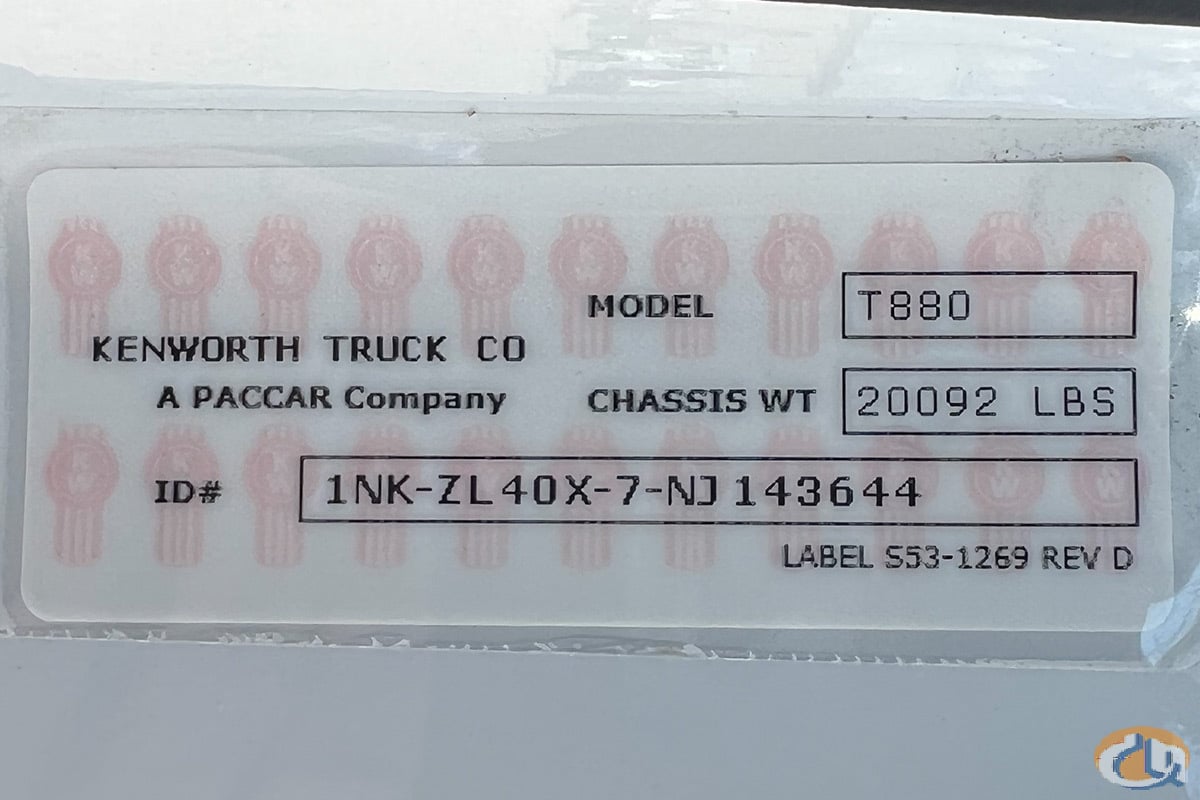 MODEL T880
KENWORTH TRUCK CO
A PACCAR Company
CHASSIS WT 20092 LBS
ID# 1NK-ZL40X-7-NJ143644
LABEL S53-1269 REV D